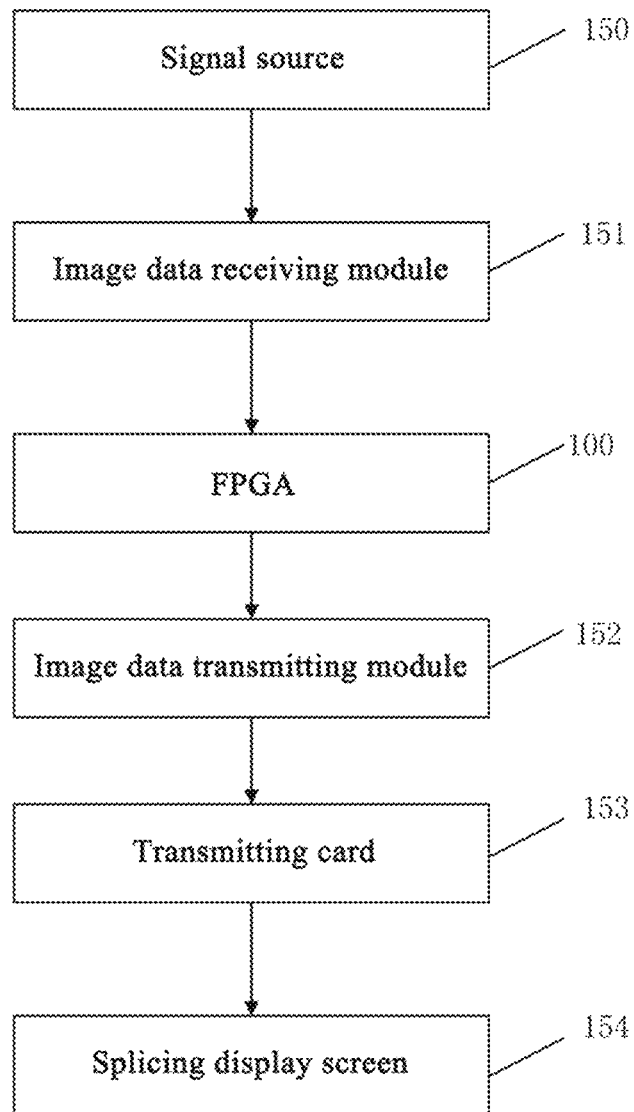 Signal source
150
Image data receiving module
151
FPGA
100
Image data transmitting module
152
Transmitting card
153
Splicing display screen
154